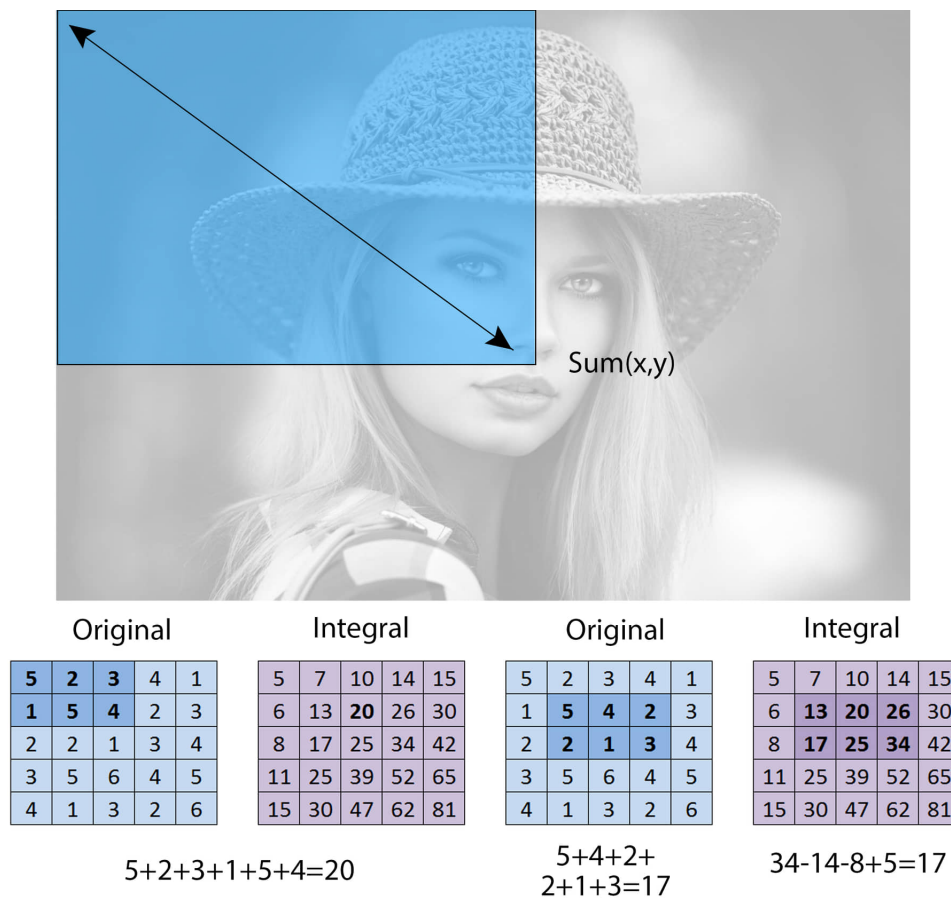 Sum(x,y)
Original Integral Original Integral
5 2 3 4 1 5 7 10 14 15 5 2 3 4 1 5 7 10 14 15
1 5 4 2 3 6 13 20 26 30 1 5 4 2 3 6 13 20 26 30
2 2 1 3 4 8 17 25 34 42 2 2 1 3 4 8 17 25 34 42
3 5 6 4 5 11 25 39 52 65 3 5 6 4 5 11 25 39 52 65
4 1 3 2 6 15 30 47 62 81 4 1 3 2 6 15 30 47 62 81
5+2+3+1+5+4=20
5+4+2+
2+1+3=17
34-14-8+5=17